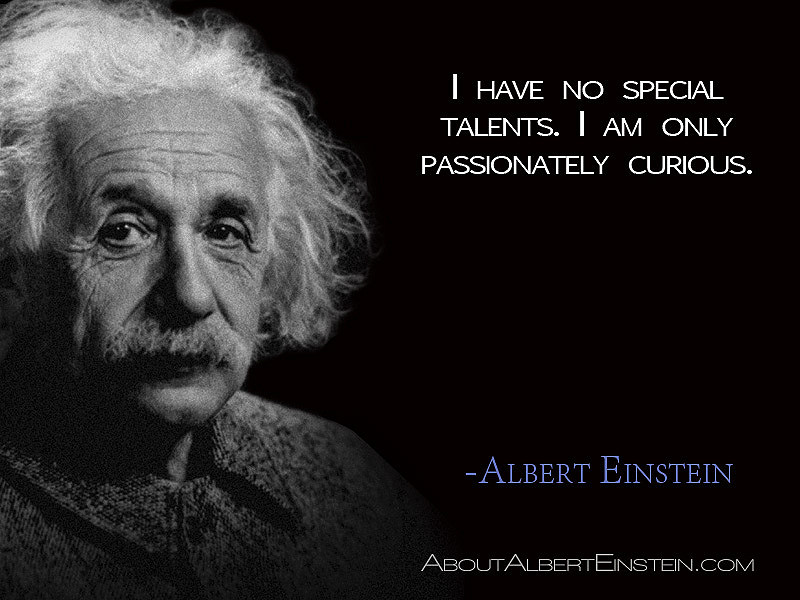 I HAVE NO SPECIAL
TALENTS. I AM ONLY
PASSIONATELY CURIOUS.
-ALBERT EINSTEIN
ABOUTALBERTEINSTEIN.COM